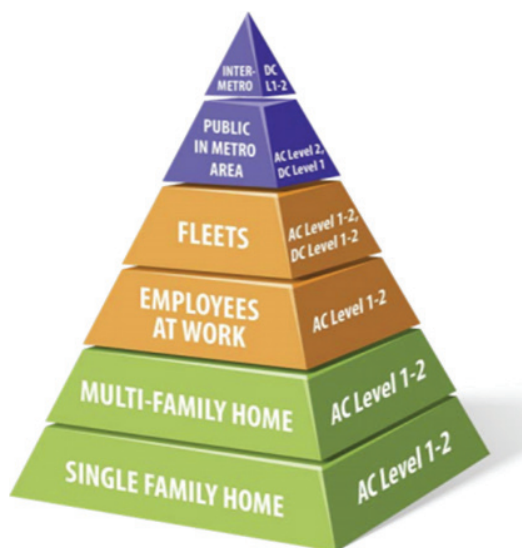 INTER-
METRO
DC
L1-2
PUBLIC
IN METRO
AREA
AC Level 2,
DC Level 1
FLEETS
AC Level 1-2,
DC Level 1-2
EMPLOYEES
AT WORK
AC Level 1-2
MULTI-FAMILY HOME
AC Level 1-2
SINGLE FAMILY HOME
AC Level 1-2